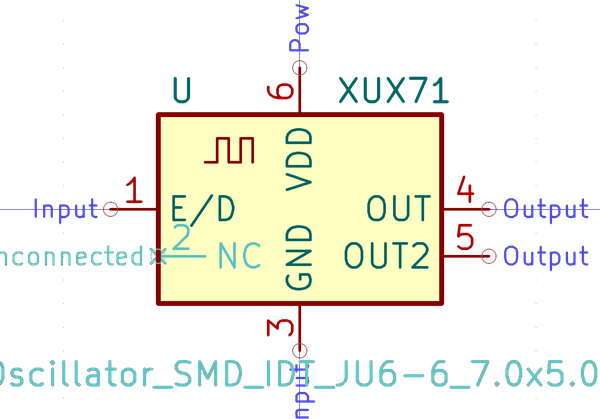 Pow
U
XUX71
6
VDD
1
Input
E/D
4
OUT
Output
2
nconnected
NC
5
OUT2
Output
GND
3
Oscillator_SMD_IDT_JU6-6_7.0x5.0
nput